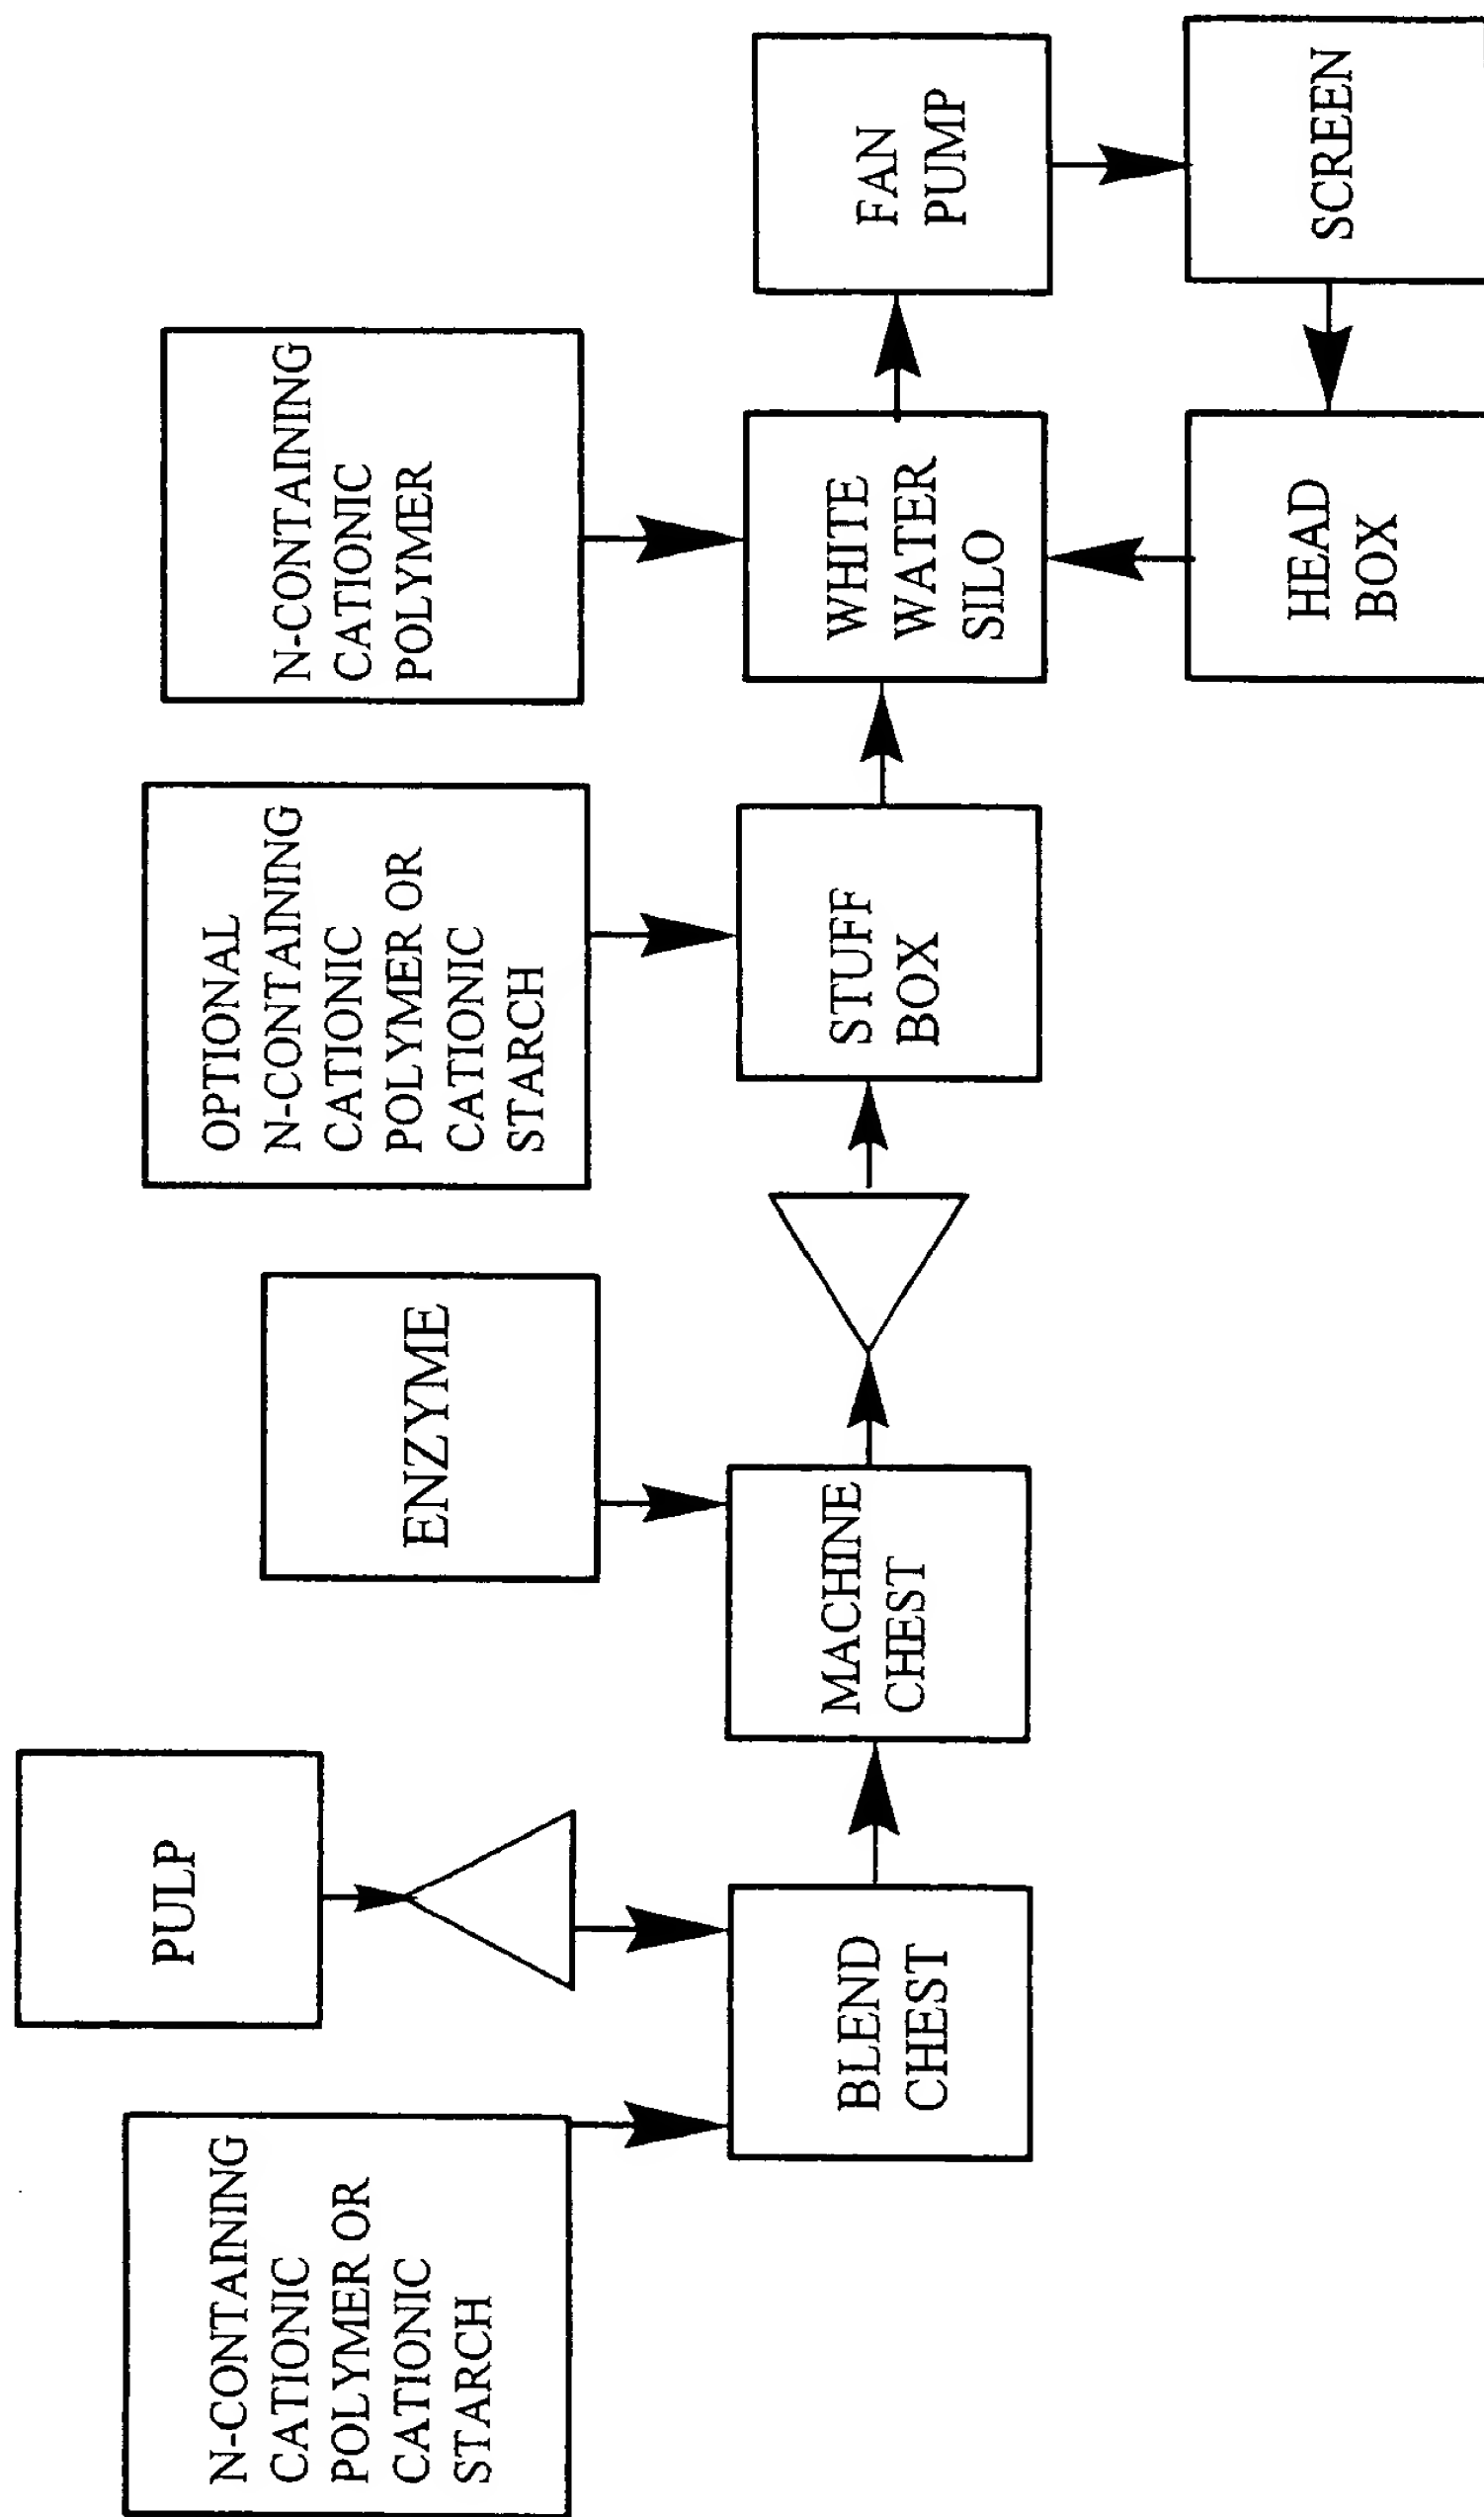 N-CONTAINING
CATIONIC
POLYMER OR
CATIONIC
STARCH
PULP
BLEND
CHEST
ENZYME
MACHINE
CHEST
OPTIONAL
N-CONTAINING
CATIONIC
POLYMER OR
CATIONIC
STARCH
STUFF
BOX
N-CONTAINING
CATIONIC
POLYMER
WHITE
WATER
SILO
FAN
PUMP
HEAD
BOX
SCREEN